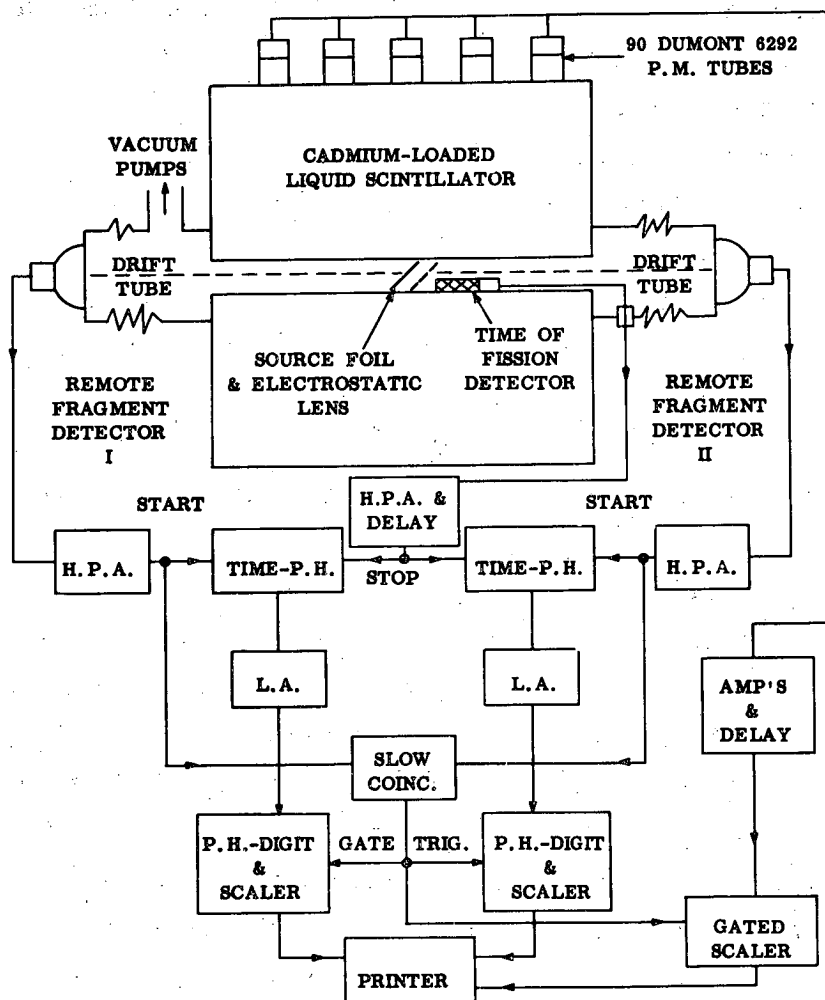 90 DUMONT 6292
P.M. TUBES
VACUUM
PUMPS
CADMIUM-LOADED
LIQUID SCINTILLATOR
DRIFT
TUBE
DRIFT
TUBE
SOURCE FOIL
& ELECTROSTATIC
LENS
TIME OF
FISSION
DETECTOR
REMOTE
FRAGMENT
DETECTOR
I
REMOTE
FRAGMENT
DETECTOR
II
START
H.P.A. &
DELAY
START
H.P.A.
TIME-P.H.
STOP
TIME-P.H.
H.P.A.
L.A.
L.A.
AMP'S
&
DELAY
SLOW
COINC.
P.H.-DIGIT
&
SCALER
GATE
TRIG.
P.H.-DIGIT
&
SCALER
GATED
SCALER
PRINTER